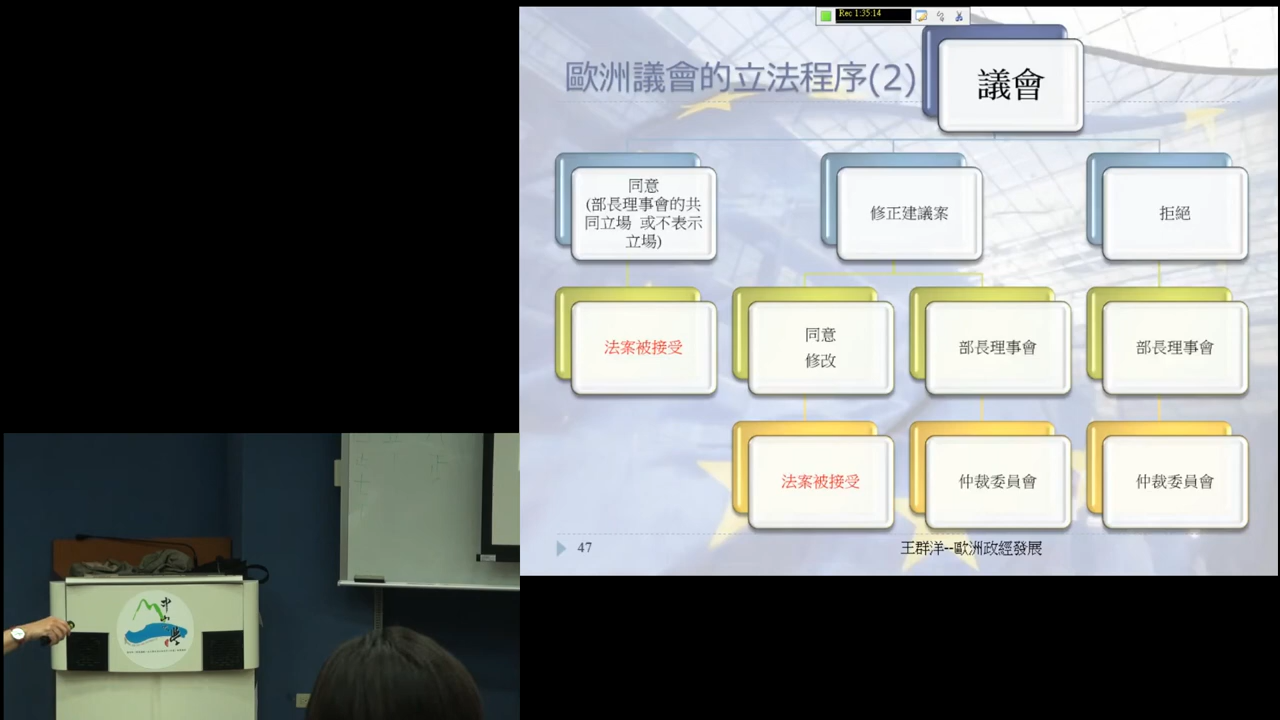 Rec 1:35:14
歐洲議會的立法程序(2)
議會
同意
(部長理事會的共
同立場 或不表示
立場)
修正建議案
拒絕
法案被接受
同意
修改
部長理事會
部長理事會
法案被接受
仲裁委員會
仲裁委員會
47
王群洋--歐洲政經發展